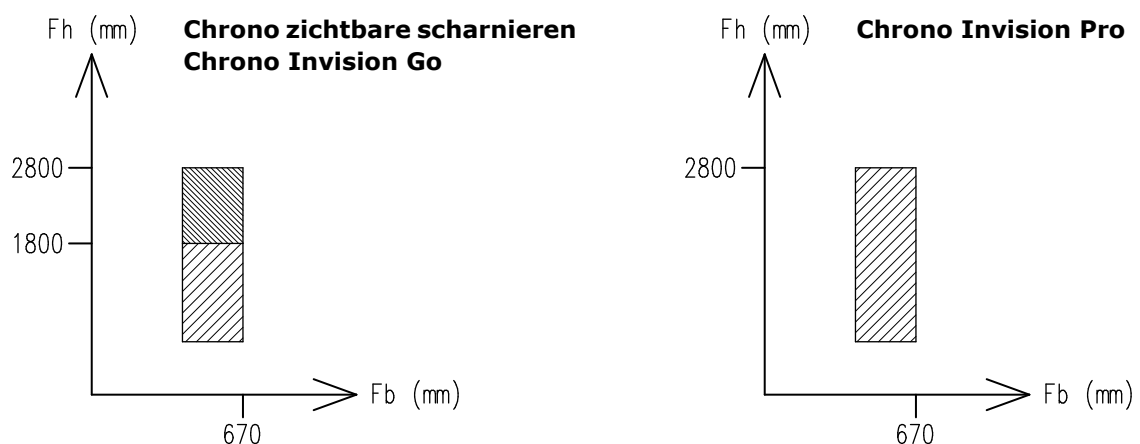 Fh (mm)
Chrono zichtbare scharnieren
Chrono Invision Go
2800
1800
Fb (mm)
670
Fh (mm)
Chrono Invision Pro
2800
Fb (mm)
670